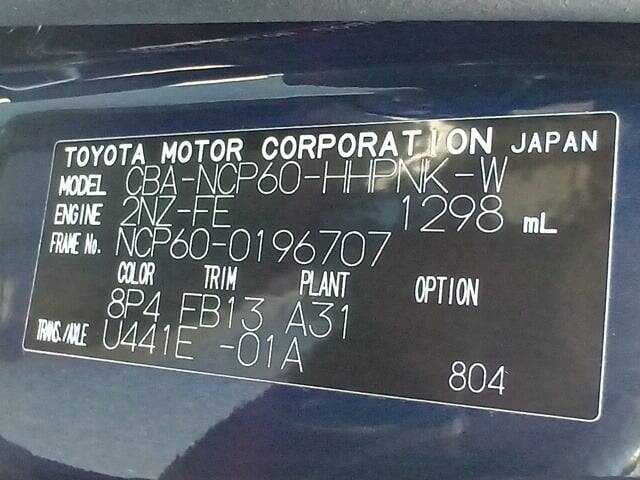 TOYOTA MOTOR CORPORATION JAPAN
MODEL CBA-NCP60-HHPNK-W
ENGINE 2NZ-FE 1298 mL
FRAME No. NCP60-0196707
COLOR TRIM PLANT OPTION
8P4 FB13 A31
TRANS./AXLE U441E -01A
804